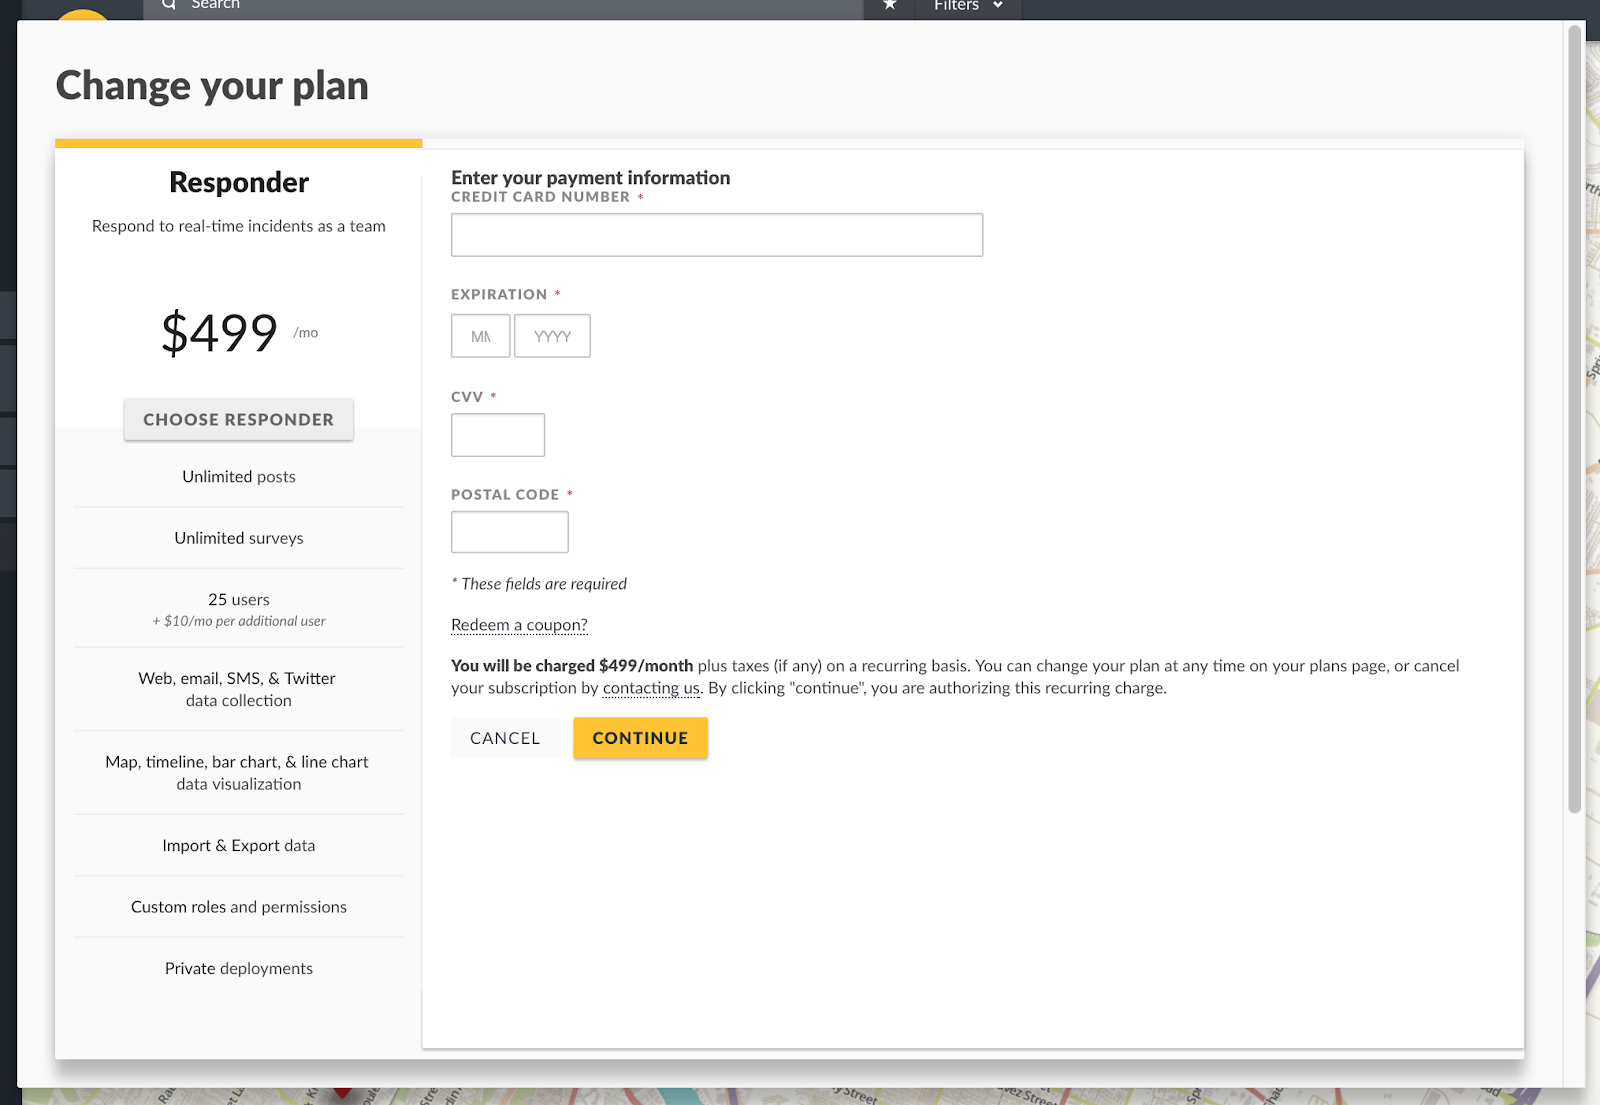 Search
Filters
Change your plan
Responder
Respond to real-time incidents as a team
$499 /mo
CHOOSE RESPONDER
Unlimited posts
Unlimited surveys
25 users
+ $10/mo per additional user
Web, email, SMS, & Twitter
data collection
Map, timeline, bar chart, & line chart
data visualization
Import & Export data
Custom roles and permissions
Private deployments
Enter your payment information
CREDIT CARD NUMBER *
EXPIRATION *
MM YYYY
CVV *
POSTAL CODE *
* These fields are required
Redeem a coupon?
You will be charged $499/month plus taxes (if any) on a recurring basis. You can change your plan at any time on your plans page, or cancel
your subscription by contacting us. By clicking "continue", you are authorizing this recurring charge.
CANCEL CONTINUE
Street